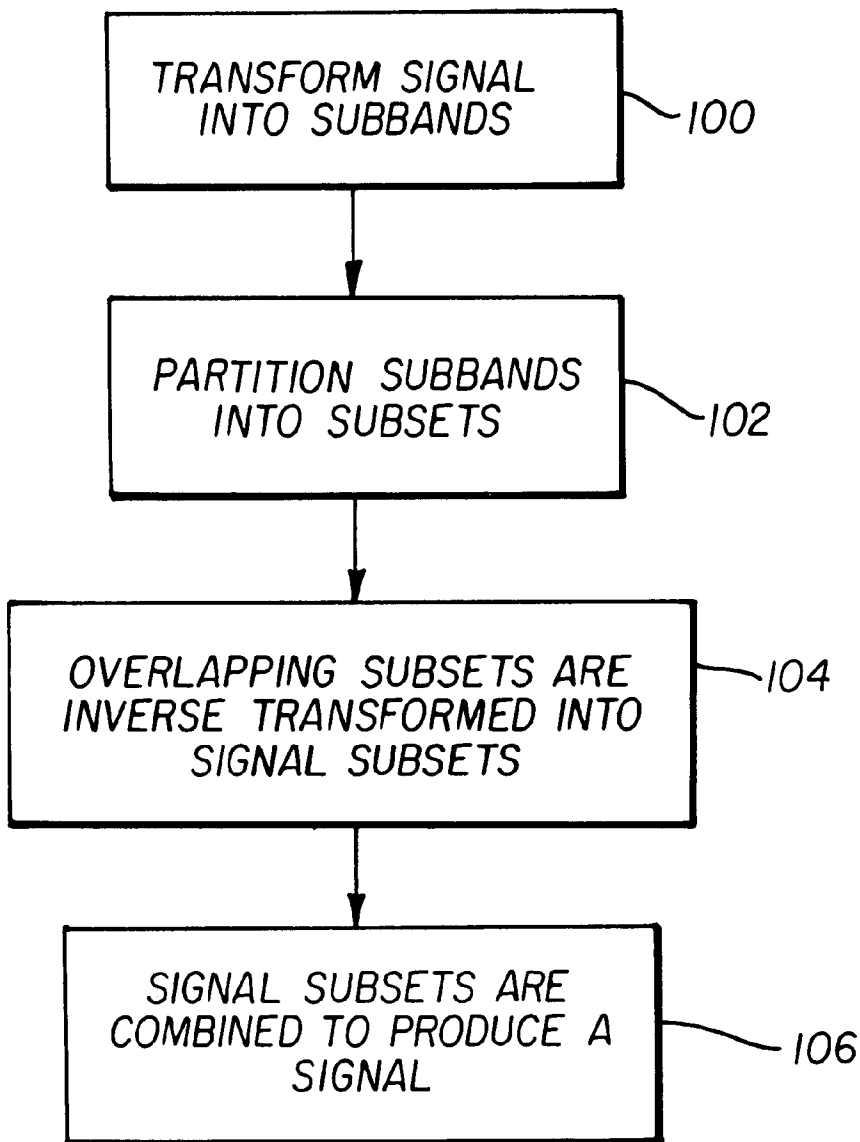 TRANSFORM SIGNAL
INTO SUBBANDS
100
PARTITION SUBBANDS
INTO SUBSETS
102
OVERLAPPING SUBSETS ARE
INVERSE TRANSFORMED INTO
SIGNAL SUBSETS
104
SIGNAL SUBSETS ARE
COMBINED TO PRODUCE A
SIGNAL
106